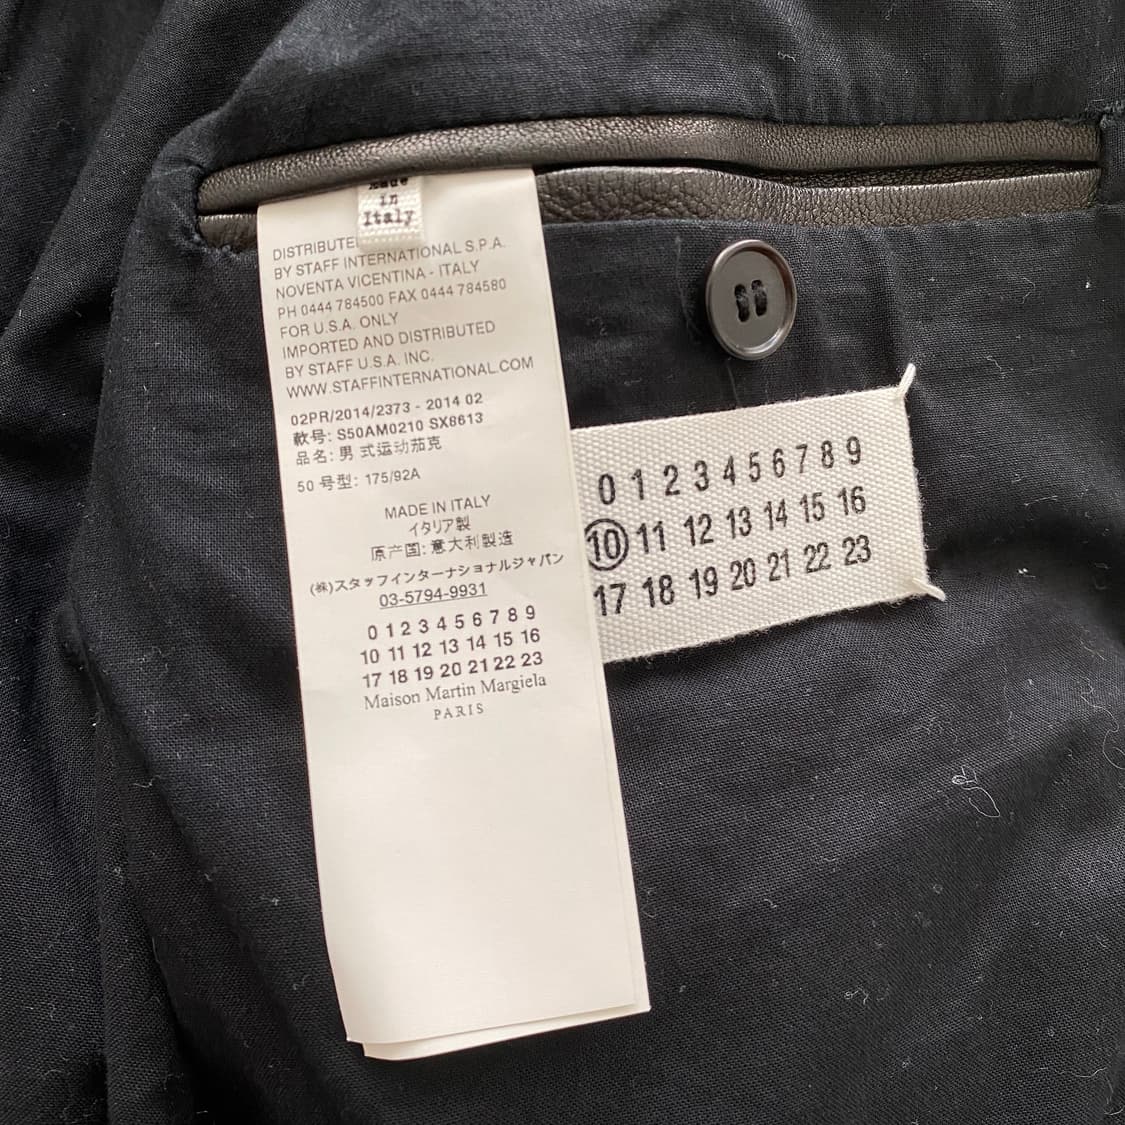 Made
in
Italy
DISTRIBUTE
BY STAFF INTERNATIONAL S.P.A.
NOVENTA VICENTINA - ITALY
PH 0444 784500 FAX 0444 784580
FOR U.S.A. ONLY
IMPORTED AND DISTRIBUTED
BY STAFF U.S.A. INC.
WWW.STAFFINTERNATIONAL.COM
02PR/2014/2373 - 2014 02
款号: S50AM0210 SX8613
品名: 男 式运动茄克
50 号型: 175/92A
MADE IN ITALY
イタリア製
原产国: 意大利製造
(株)スタッフインターナショナルジャパン
03-5794-9931
0 1 2 3 4 5 6 7 8 9
10 11 12 13 14 15 16
17 18 19 20 21 22 23
Maison Martin Margiela
PARIS
0 1 2 3 4 5 6 7 8 9
10 11 12 13 14 15 16
17 18 19 20 21 22 23